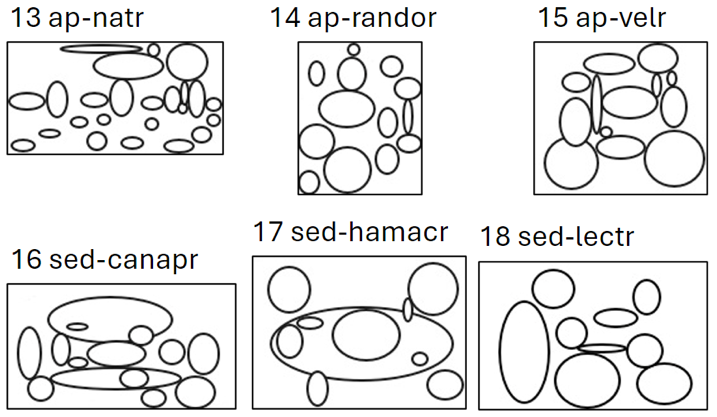 13 ap-natr
14 ap-randor
15 ap-velr
16 sed-canapr
17 sed-hamacr
18 sed-lectr